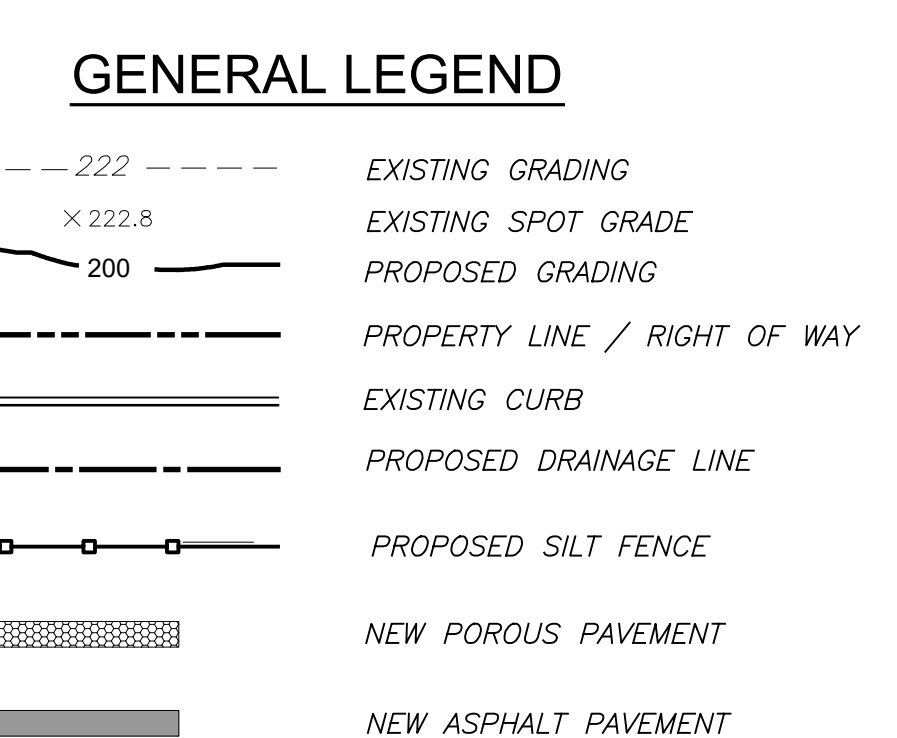 GENERAL LEGEND
222 EXISTING GRADING
×222.8 EXISTING SPOT GRADE
200 PROPOSED GRADING
PROPERTY LINE / RIGHT OF WAY
EXISTING CURB
PROPOSED DRAINAGE LINE
PROPOSED SILT FENCE
NEW POROUS PAVEMENT
NEW ASPHALT PAVEMENT